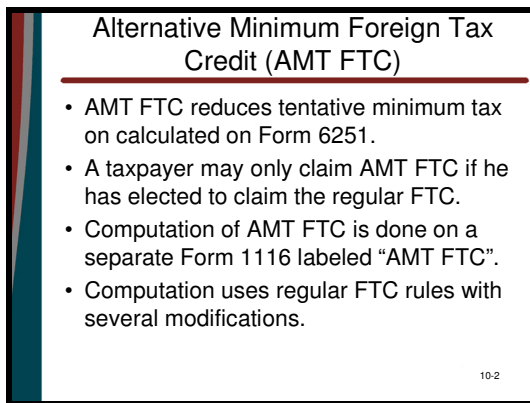 Alternative Minimum Foreign Tax
Credit (AMT FTC)
• AMT FTC reduces tentative minimum tax
on calculated on Form 6251.
• A taxpayer may only claim AMT FTC if he
has elected to claim the regular FTC.
• Computation of AMT FTC is done on a
separate Form 1116 labeled “AMT FTC”.
• Computation uses regular FTC rules with
several modifications.
10-2